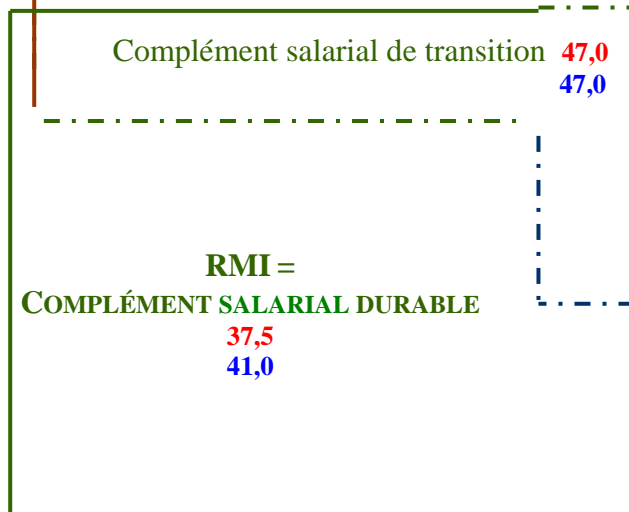 Complément salarial de transition 47,0
47,0
RMI =
COMPLÉMENT SALARIAL DURABLE
37,5
41,0